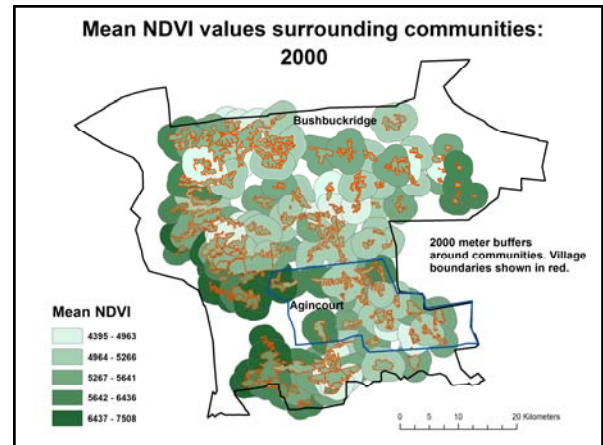 Mean NDVI values surrounding communities:
2000
Bushbuckridge
2000 meter buffers
around communities. Village
boundaries shown in red.
Agincourt
Mean NDVI
4395 - 4963
4964 - 5266
5267 - 5641
5642 - 6436
6437 - 7508
0 5 10 20 Kilometers